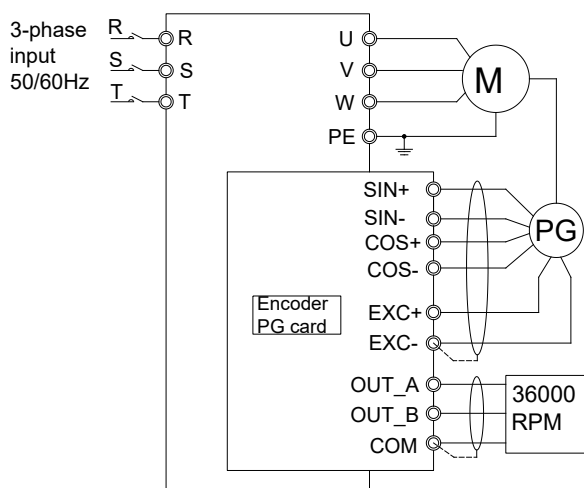 3-phase
input
50/60Hz
R
S
T
R
S
T
U
V
W
PE
M
SIN+
SIN-
COS+
COS-
EXC+
EXC-
PG
Encoder
PG card
OUT_A
OUT_B
COM
36000
RPM